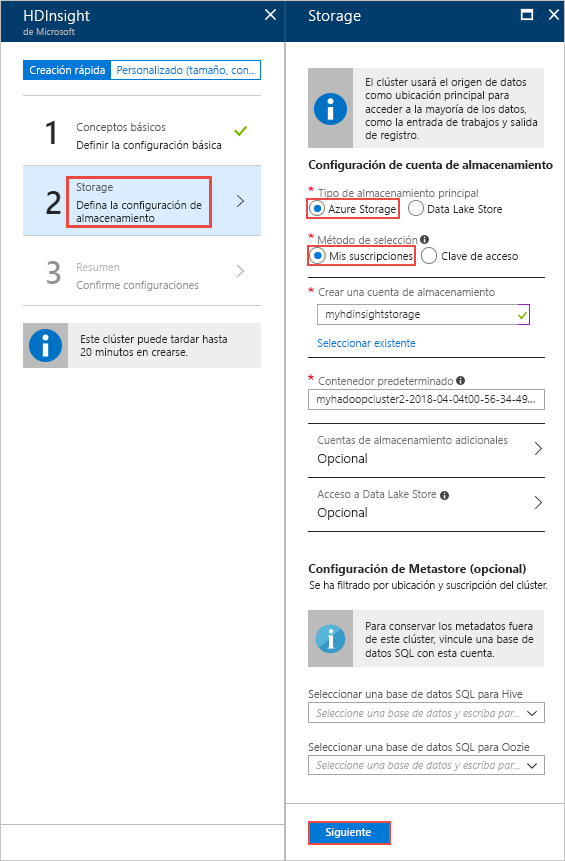 HDInsight
de Microsoft
Creación rápida
Personalizado (tamaño, con...
1
Conceptos básicos
Definir la configuración básica
2
Storage
Defina la configuración de
almacenamiento
3
Resumen
Confirme configuraciones
Este clúster puede tardar hasta
20 minutos en crearse.
Storage
El clúster usará el origen de datos
como ubicación principal para
acceder a la mayoría de los datos,
como la entrada de trabajos y salida
de registro.
Configuración de cuenta de almacenamiento
* Tipo de almacenamiento principal
Azure Storage
Data Lake Store
* Método de selección
Mis suscripciones
Clave de acceso
* Crear una cuenta de almacenamiento
myhdinsightstorage
Seleccionar existente
* Contenedor predeterminado
myhadoopcluster2-2018-04-04t00-56-34-49...
Cuentas de almacenamiento adicionales
Opcional
Acceso a Data Lake Store
Opcional
Configuración de Metastore (opcional)
Se ha filtrado por ubicación y suscripción del clúster.
Para conservar los metadatos fuera
de este clúster, vincule una base de
datos SQL con esta cuenta.
Seleccionar una base de datos SQL para Hive
Seleccione una base de datos y escriba par...
Seleccionar una base de datos SQL para Oozie
Seleccione una base de datos y escriba par...
Siguiente